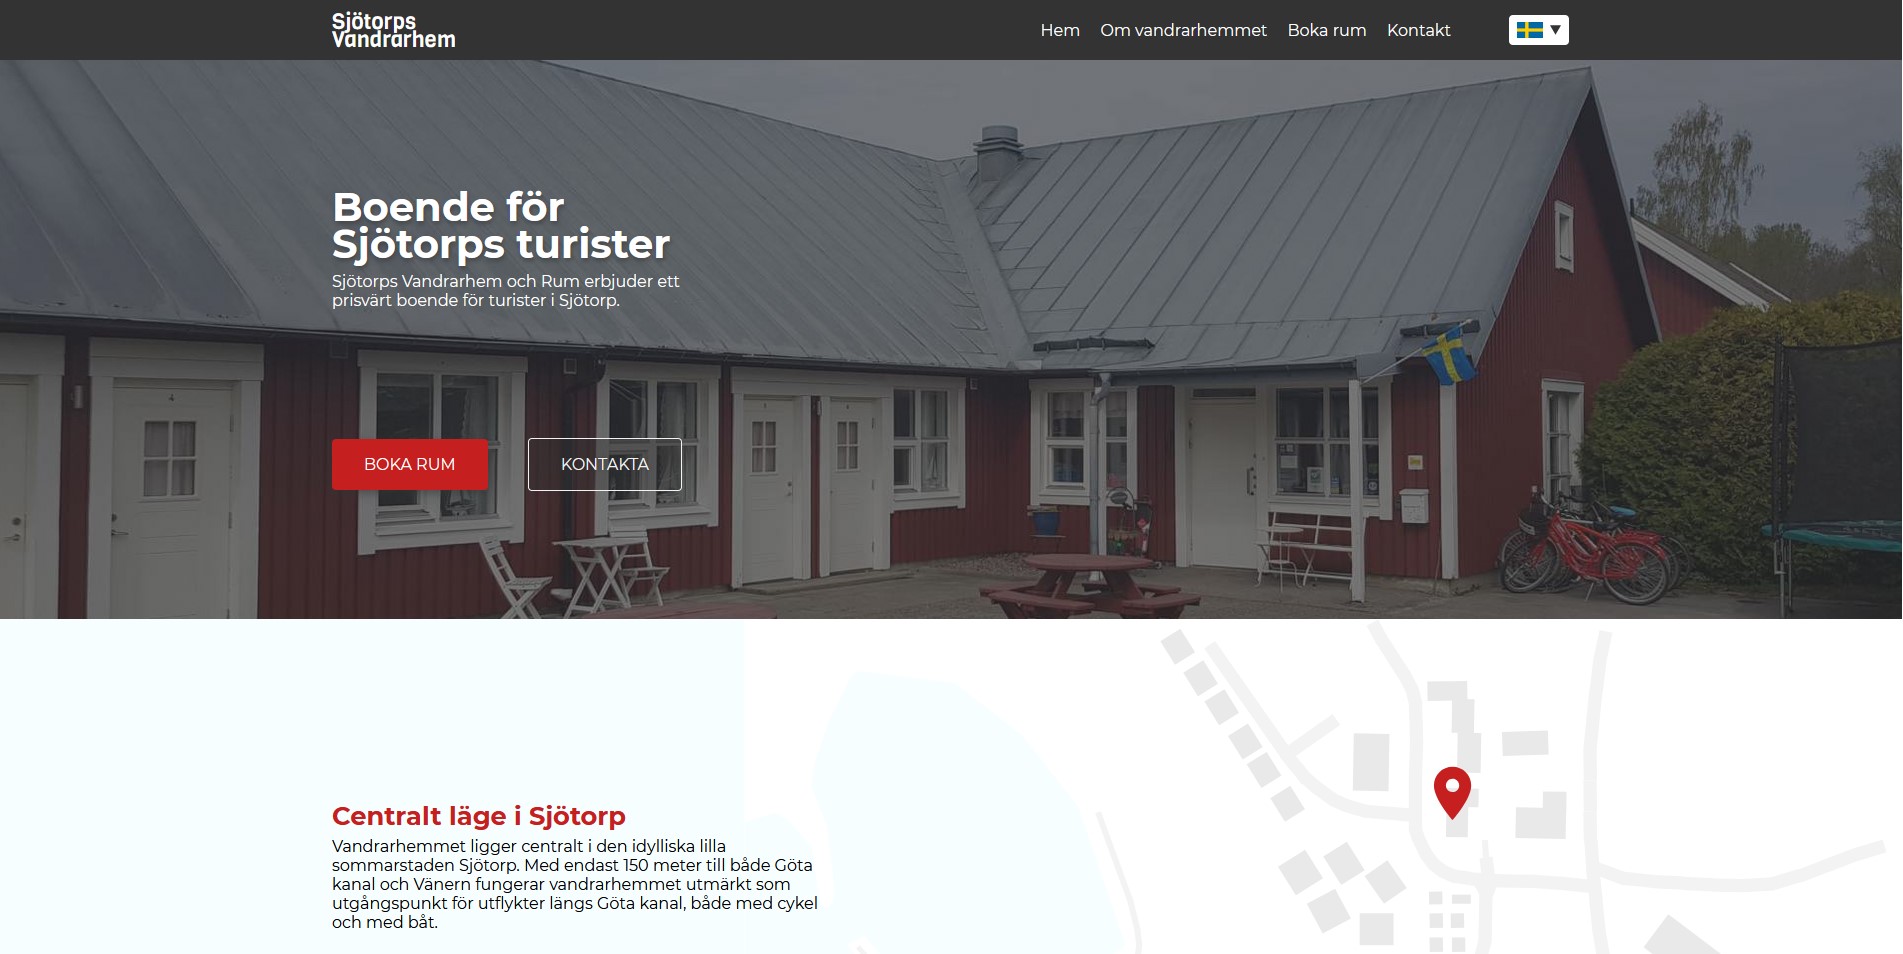 Sjötorps
Vandrarhem
Hem
Om vandrarhemmet
Boka rum
Kontakt
Boende för
Sjötorps turister
Sjötorps Vandrarhem och Rum erbjuder ett
prisvärt boende för turister i Sjötorp.
BOKA RUM
KONTAKTA
Centralt läge i Sjötorp
Vandrarhemmet ligger centralt i den idylliska lilla
sommarstaden Sjötorp. Med endast 150 meter till både Göta
kanal och Vänern fungerar vandrarhemmet utmärkt som
utgångspunkt för utflykter längs Göta kanal, både med cykel
och med båt.